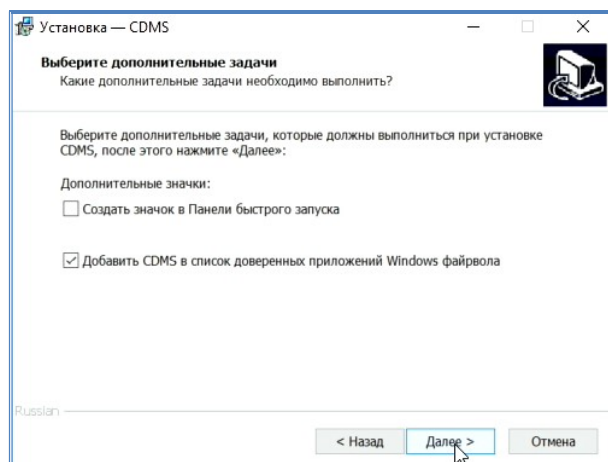 Установка — CDMS
Выберите дополнительные задачи
Какие дополнительные задачи необходимо выполнить?
Выберите дополнительные задачи, которые должны выполниться при установке
CDMS, после этого нажмите «Далее»:
Дополнительные значки:
Создать значок в Панели быстрого запуска
Добавить CDMS в список доверенных приложений Windows файрвола
Russian
< Назад Далее > Отмена